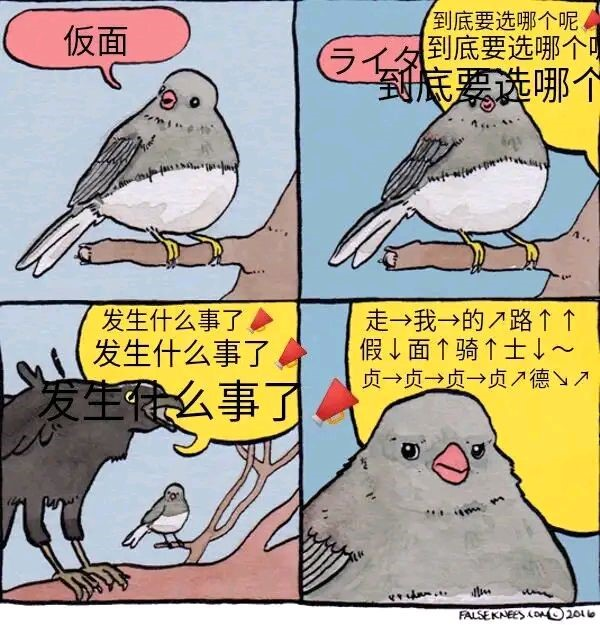 仮面
ライダ
到底要选哪个呢📣
到底要选哪个
到底要选哪个
发生什么事了📣
发生什么事了📣
发生什么事了📣
走→我→的↗路↑↑
假↓面↑骑↑士↓～
贞→贞→贞→贞↗德↘↗
FALSEKNEES.COM © 2016